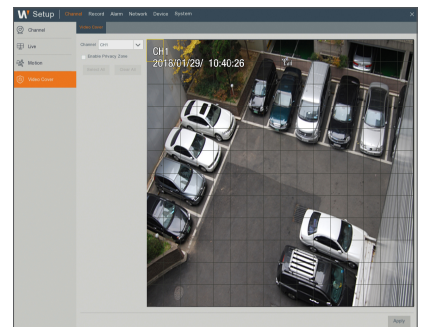 W Setup Channel Record Alarm Network Device System ×
Channel
Live
Motion
Video Cover
Video Cover
Channel CH1
Enable Privacy Zone
CH1
2016/01/29/ 10:40:26
Apply